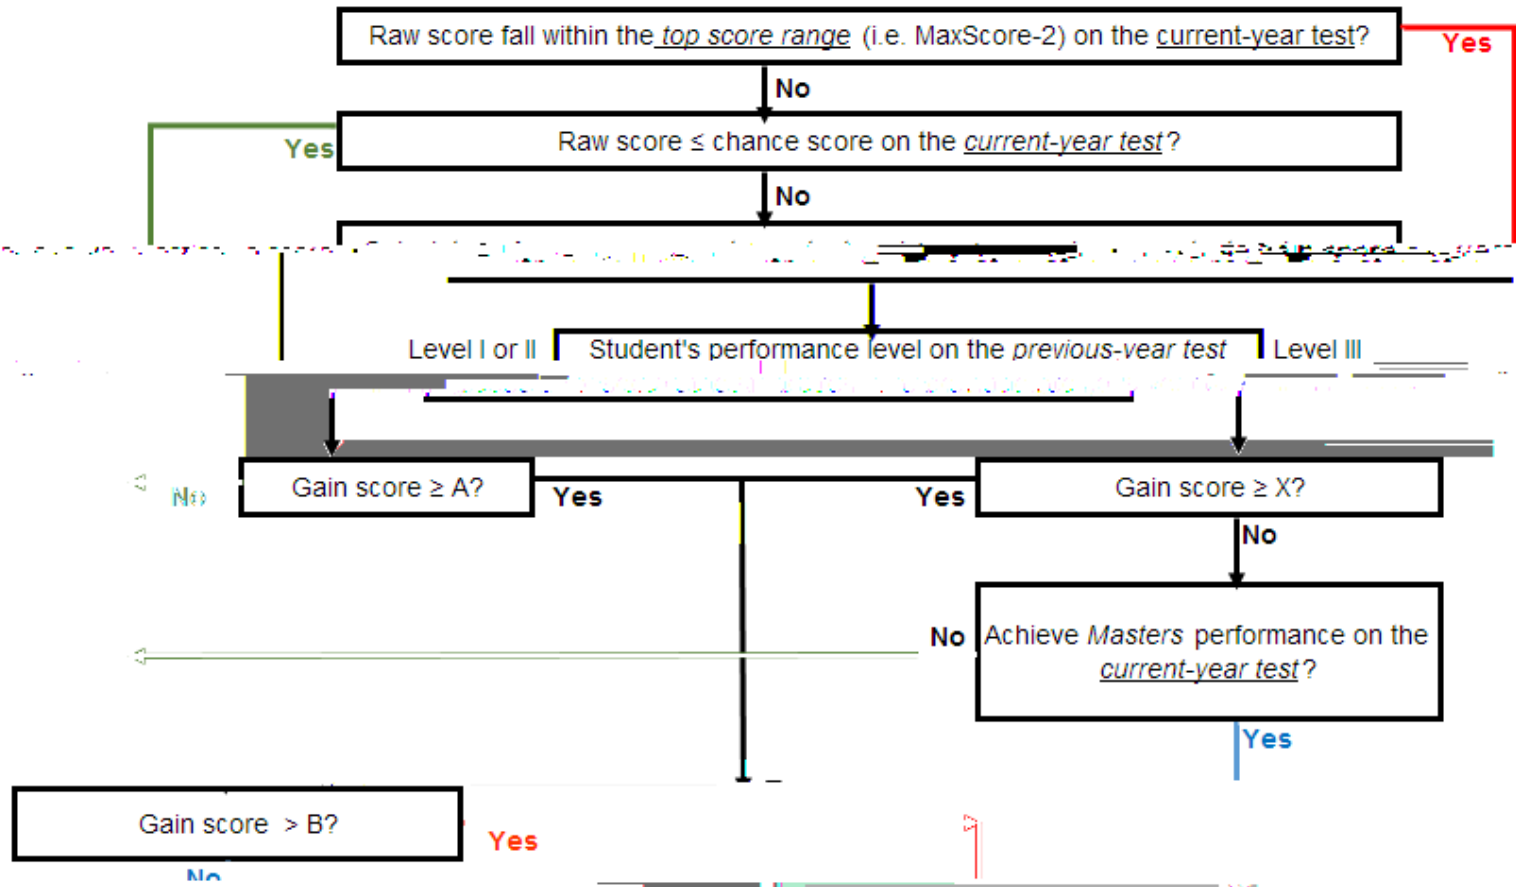 Raw score fall within the top score range (i.e. MaxScore-2) on the current-year test?
Yes
No
Raw score ≤ chance score on the current-year test?
Yes
No
Level I or II
Student's performance level on the previous-year test
Level III
No
Gain score ≥ A?
Yes
Yes
Gain score ≥ X?
No
No
Achieve Masters performance on the
current-year test?
Yes
Gain score > B?
Yes
No